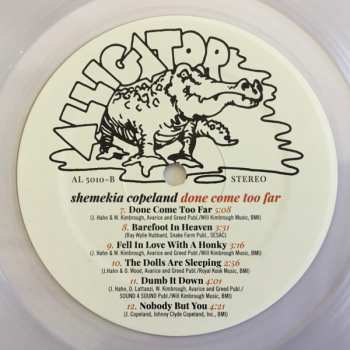 ALLIGATOR
AL 5010-B STEREO
shemekia copeland done come too far
7. Done Come Too Far 5:08
(J. Hahn & W. Kimbrough, Avarice and Greed Publ./Will Kimbrough Music, BMI)
8. Barefoot In Heaven 3:31
(Ray Wylie Hubbard, Snake Farm Publ., SESAC)
9. Fell In Love With A Honky 3:16
(J. Hahn & W. Kimbrough, Avarice and Greed Publ./Will Kimbrough Music, BMI)
10. The Dolls Are Sleeping 2:56
(J.Hahn & O. Wood, Avarice and Greed Publ./Royal Kook Music, BMI)
11. Dumb It Down 4:01
(J. Hahn, D. Lattanzi, W. Kimbrough, Avarice and Greed Publ./
SOUND A SOUND Publ./Will Kimbrough Music, BMI)
12. Nobody But You 4:21
(J. Copeland, Johnny Clyde Copeland, Inc., BMI)